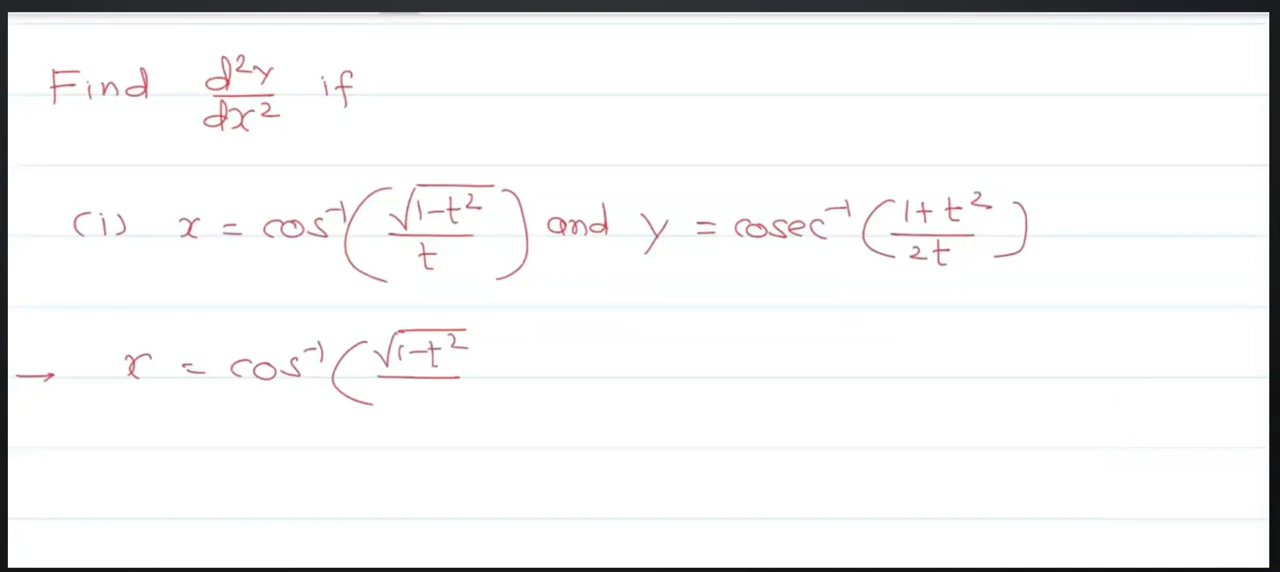 Find d²y/dx² if
(i) x = cos⁻¹(√(1-t²)/t) and y = cosec⁻¹(1+t²/2t)
→ x = cos⁻¹(√(1-t²)/